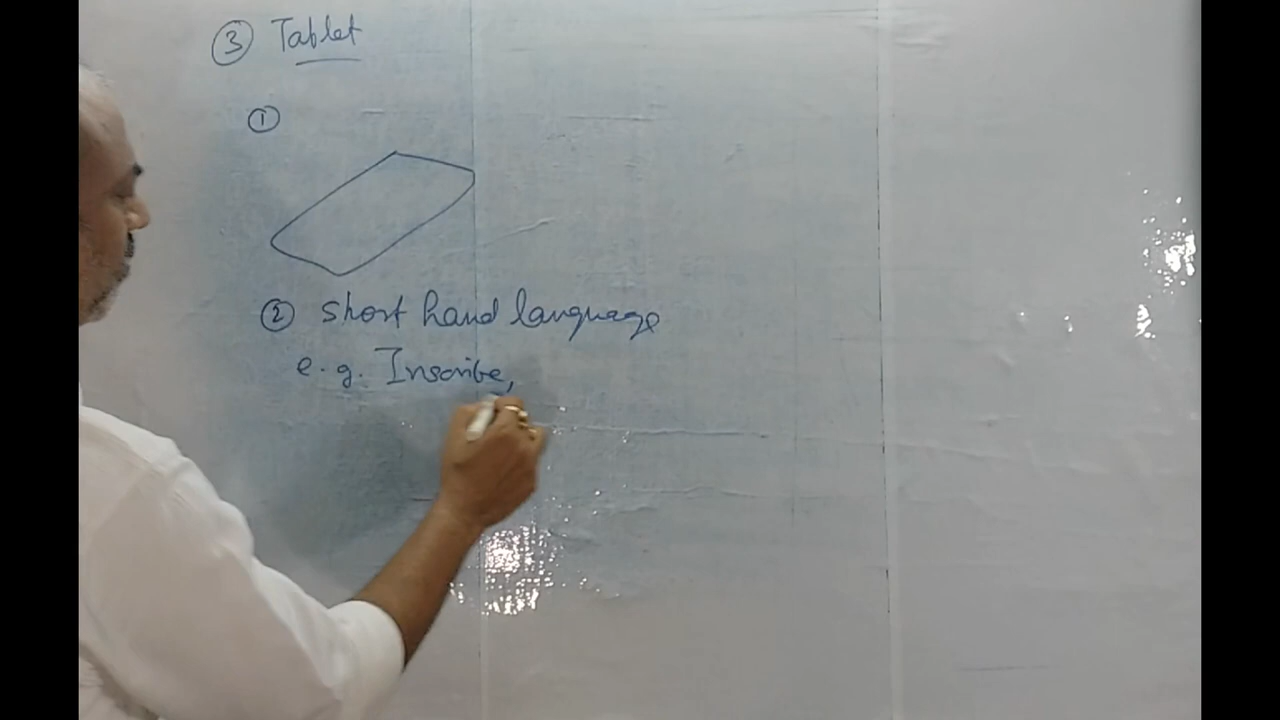 ③ Tablet
①
② Short hand language
e.g. Inscribe,